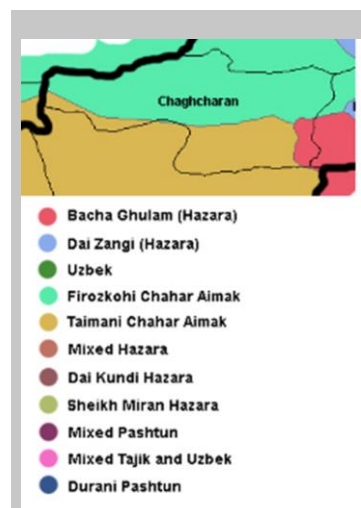 Chaghcharan
Bacha Ghulam (Hazara)
Dai Zangi (Hazara)
Uzbek
Firozkohi Chahar Aimak
Taimani Chahar Aimak
Mixed Hazara
Dai Kundi Hazara
Sheikh Miran Hazara
Mixed Pashtun
Mixed Tajik and Uzbek
Durani Pashtun